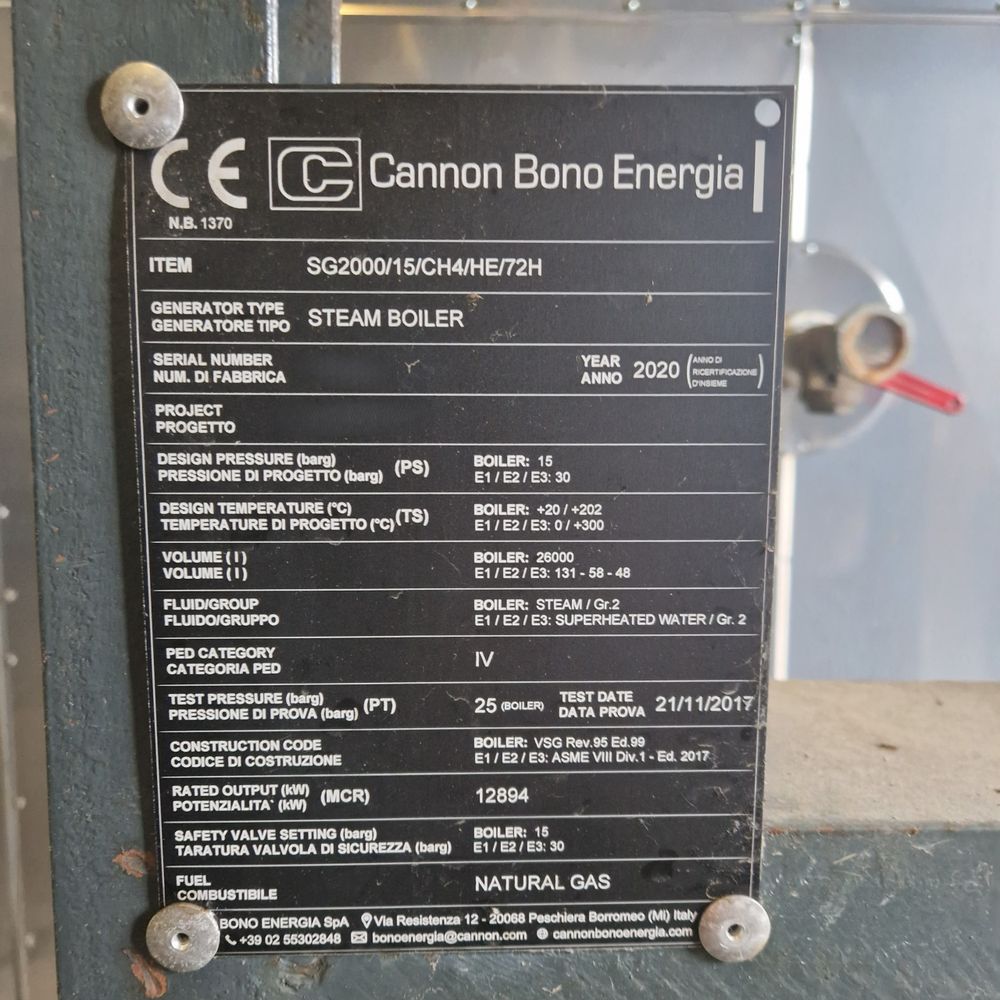 CE
N.B. 1370
CC Cannon Bono Energia
ITEM SG2000/15/CH4/HE/72H
GENERATOR TYPE
GENERATORE TIPO STEAM BOILER
SERIAL NUMBER
NUM. DI FABBRICA
YEAR
ANNO 2020 (ANNO DI
RICERTIFICAZIONE
D'INSIEME)
PROJECT
PROGETTO
DESIGN PRESSURE (barg)
PRESSIONE DI PROGETTO (barg) (PS)
BOILER: 15
E1 / E2 / E3: 30
DESIGN TEMPERATURE (°C)
TEMPERATURE DI PROGETTO (°C) (TS)
BOILER: +20 / +202
E1 / E2 / E3: 0 / +300
VOLUME ( l )
VOLUME ( l )
BOILER: 26000
E1 / E2 / E3: 131 - 58 - 48
FLUID/GROUP
FLUIDO/GRUPPO
BOILER: STEAM / Gr.2
E1 / E2 / E3: SUPERHEATED WATER / Gr. 2
PED CATEGORY
CATEGORIA PED
IV
TEST PRESSURE (barg)
PRESSIONE DI PROVA (barg) (PT)
25 (BOILER)
TEST DATE
DATA PROVA 21/11/2017
CONSTRUCTION CODE
CODICE DI COSTRUZIONE
BOILER: VSG Rev.95 Ed.99
E1 / E2 / E3: ASME VIII Div.1 - Ed. 2017
RATED OUTPUT (kW)
POTENZIALITA' (kW) (MCR)
12894
SAFETY VALVE SETTING (barg)
TARATURA VALVOLA DI SICUREZZA (barg)
BOILER: 15
E1 / E2 / E3: 30
FUEL
COMBUSTIBILE
NATURAL GAS
BONO ENERGIA SpA Via Resistenza 12 - 20068 Peschiera Borromeo (MI) Italy
+39 02 55302848 bonoenergia@cannon.com cannonbonoenergia.com